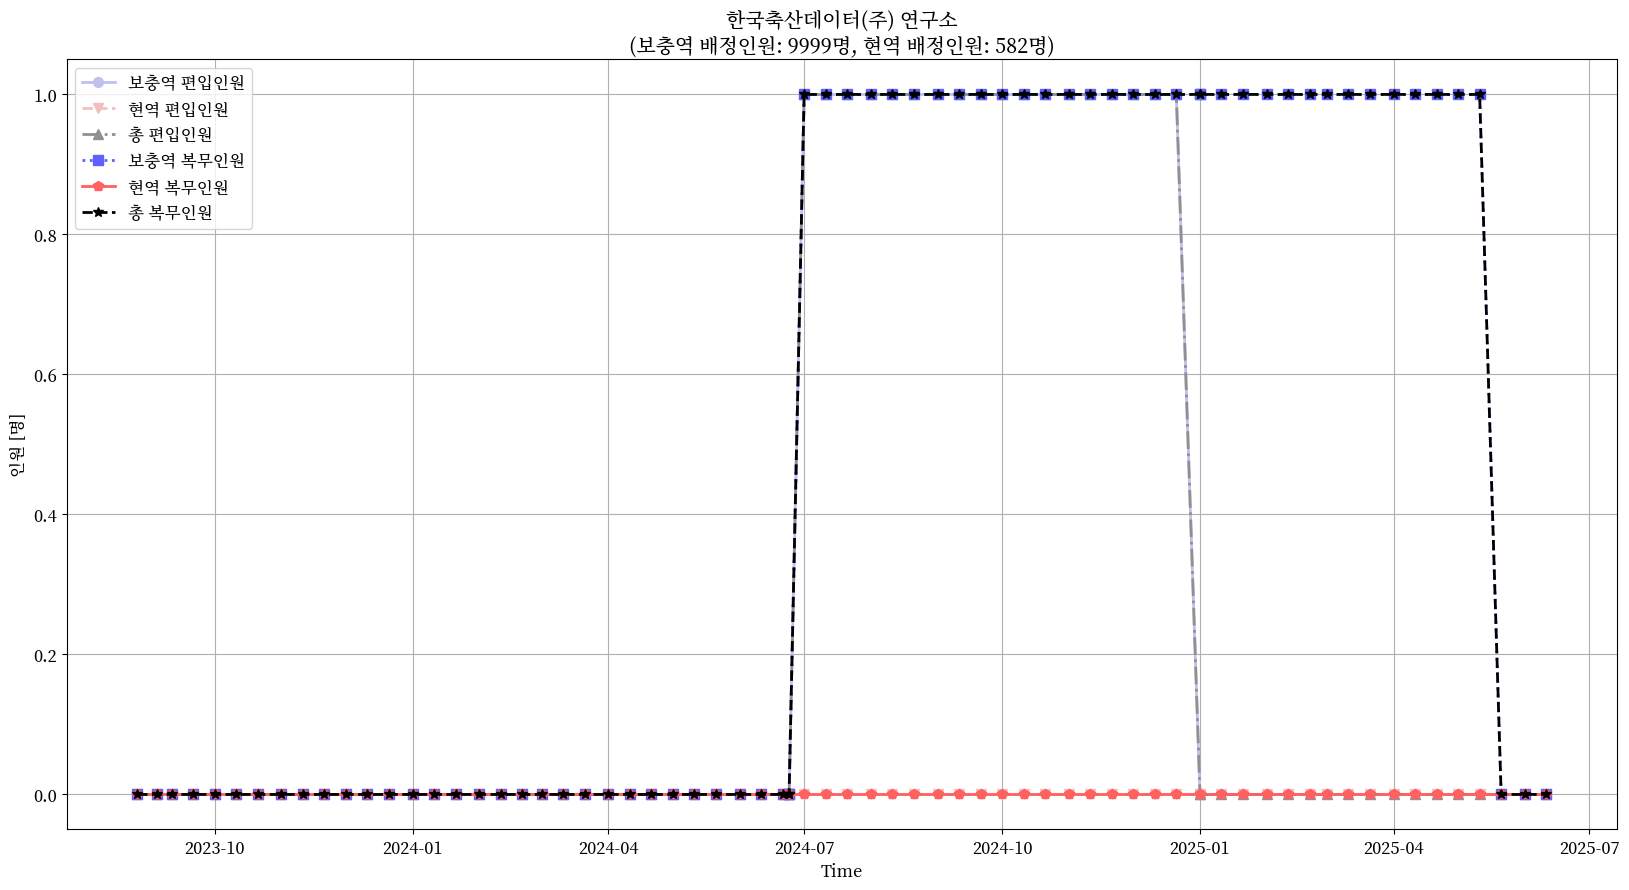 한국축산데이터(주) 연구소
(보충역 배정인원: 9999명, 현역 배정인원: 582명)
보충역 편입인원
현역 편입인원
총 편입인원
보충역 복무인원
현역 복무인원
총 복무인원
1.0
0.8
0.6
0.4
0.2
0.0
인원 [명]
2023-10
2024-01
2024-04
2024-07
2024-10
2025-01
2025-04
2025-07
Time